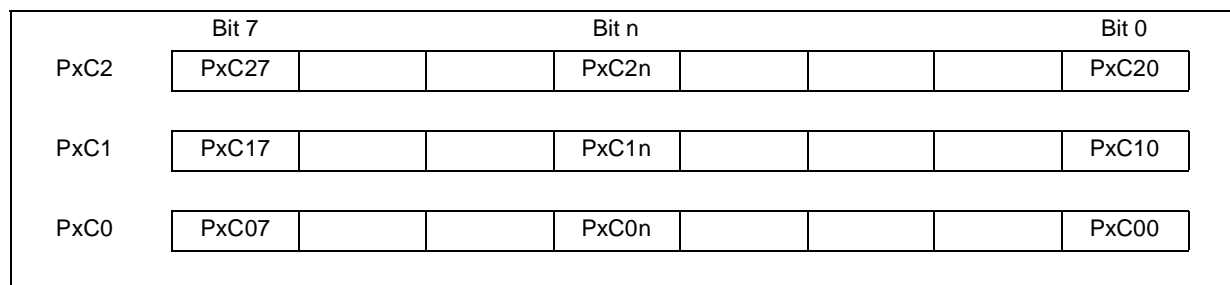 Bit 7 Bit n Bit 0
PxC2 PxC27 PxC2n PxC20
PxC1 PxC17 PxC1n PxC10
PxC0 PxC07 PxC0n PxC00